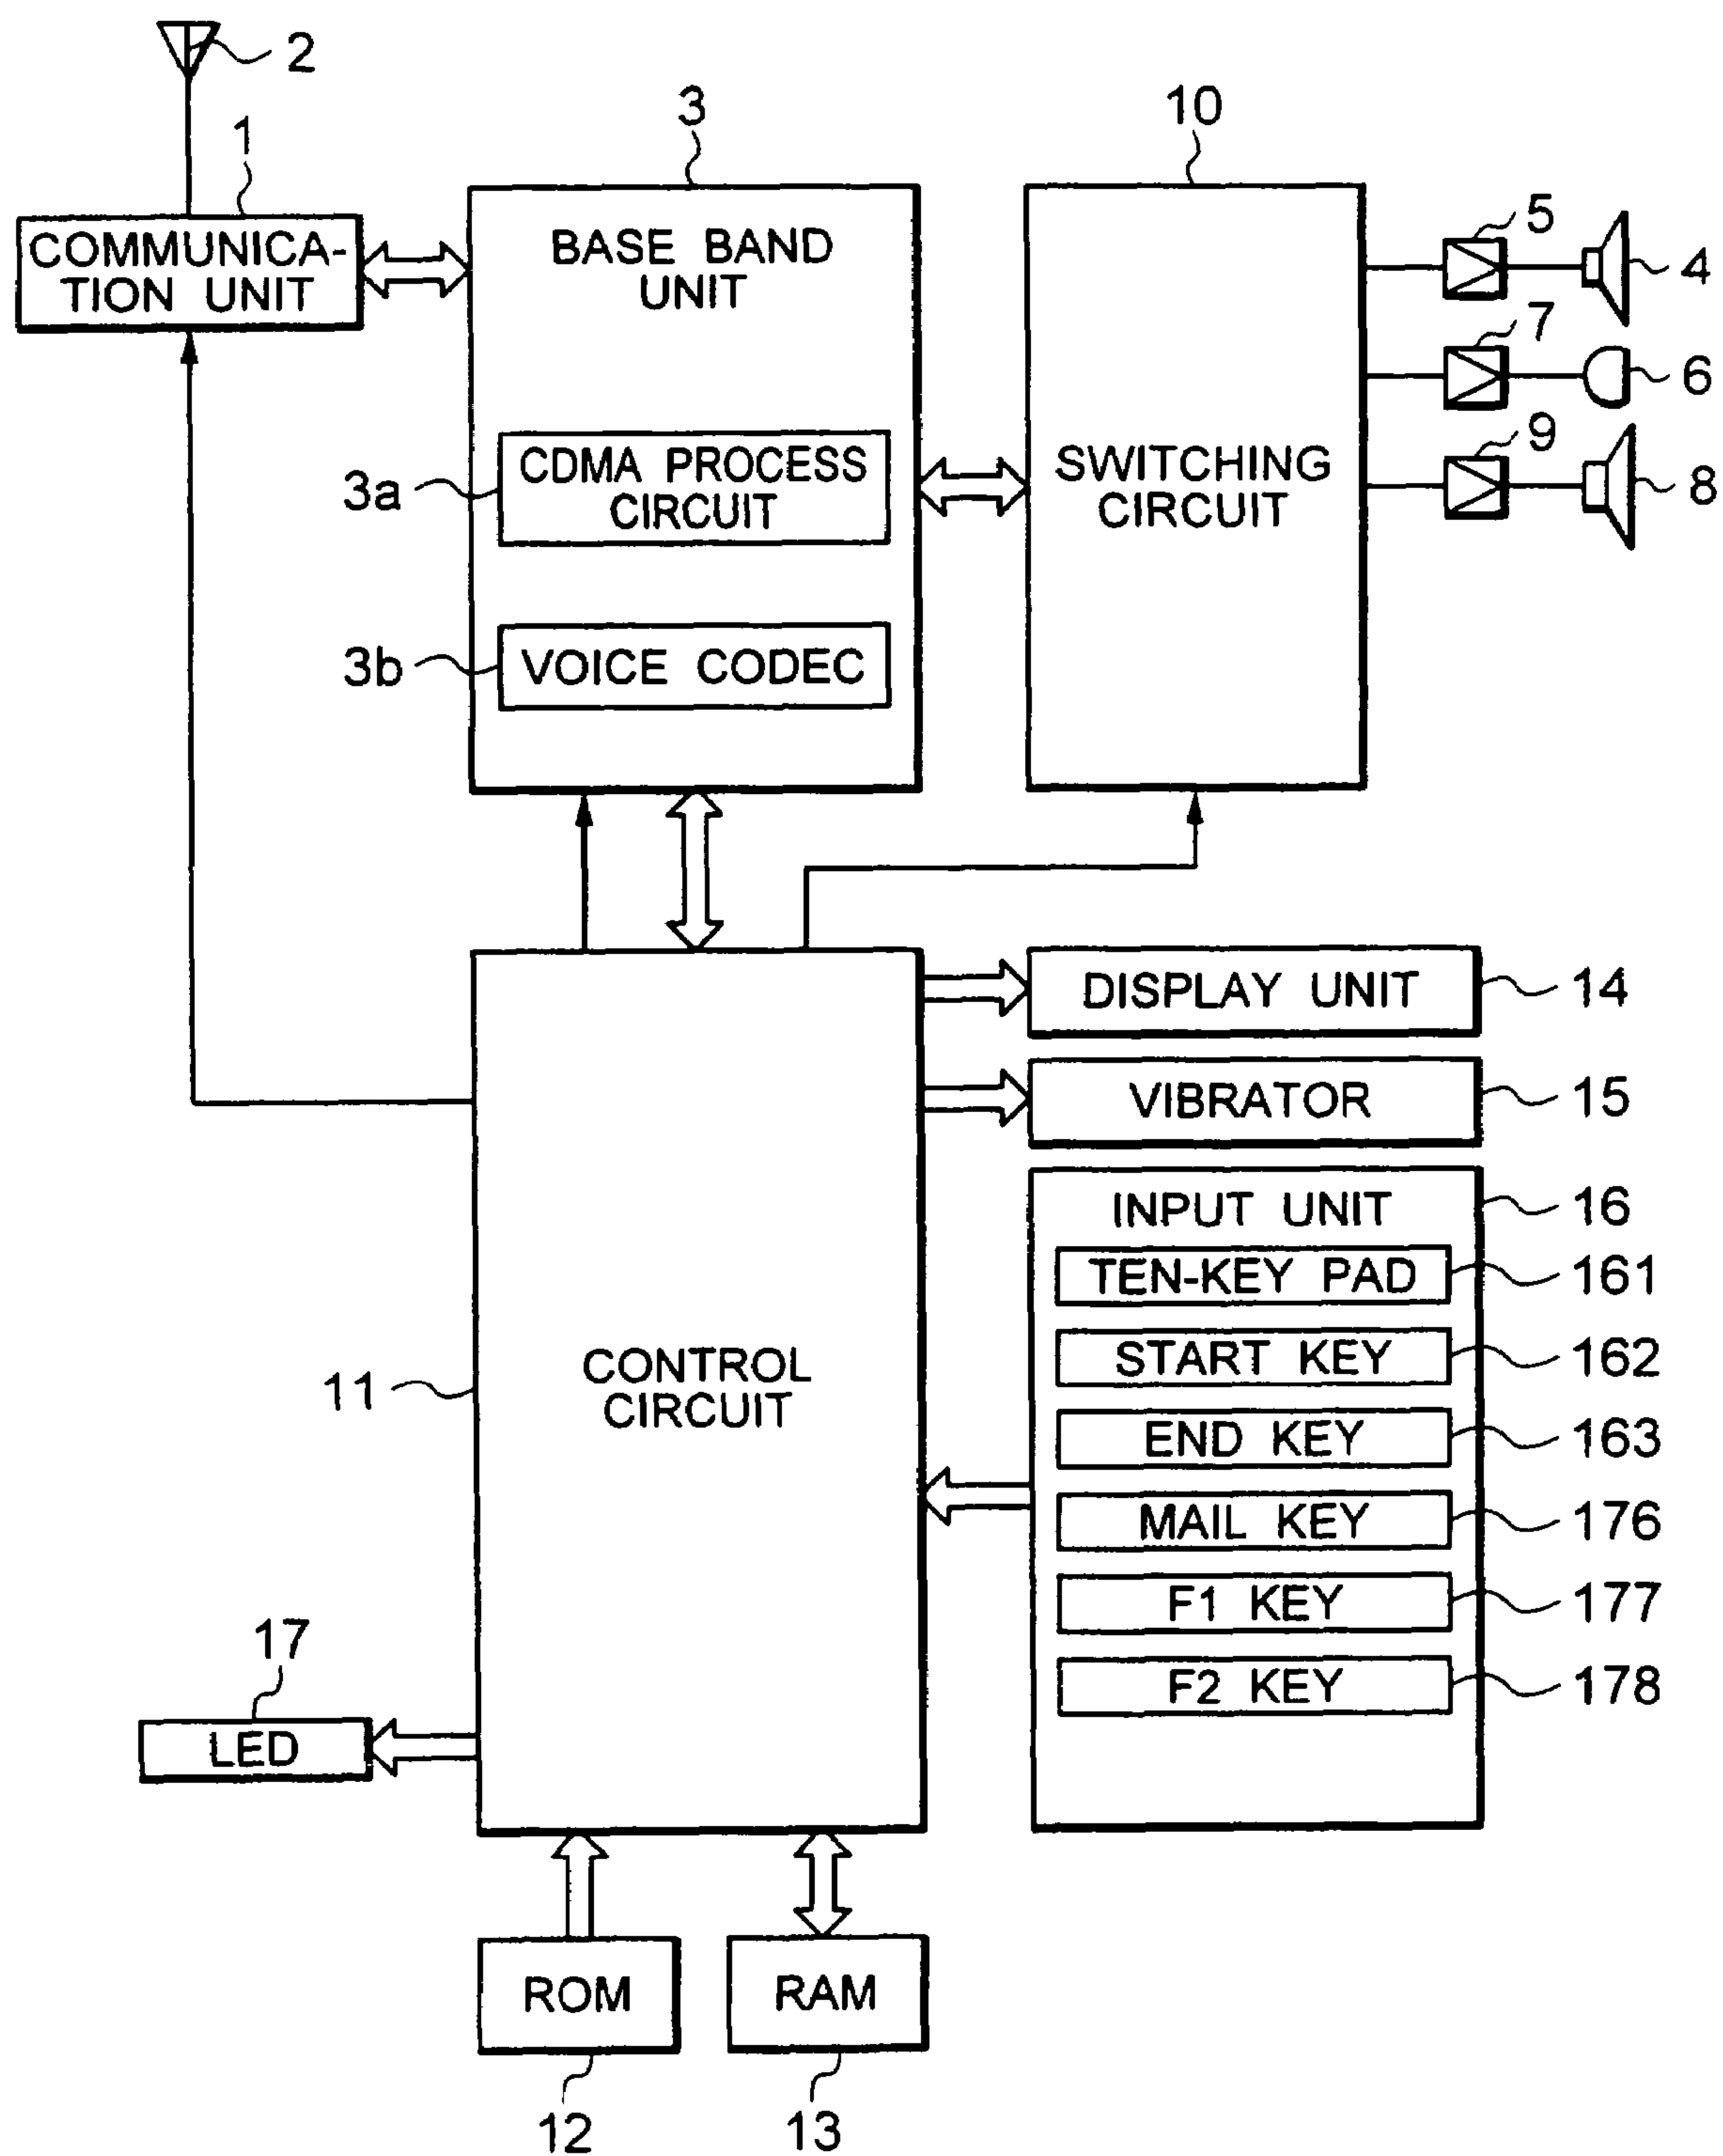 2
1
3
10
COMMUNICA-
TION UNIT
BASE BAND
UNIT
5
4
7
6
9
8
3a
CDMA PROCESS
CIRCUIT
SWITCHING
CIRCUIT
3b
VOICE CODEC
DISPLAY UNIT
14
VIBRATOR
15
INPUT UNIT
16
TEN-KEY PAD
161
START KEY
162
11
CONTROL
CIRCUIT
END KEY
163
MAIL KEY
176
F1 KEY
177
F2 KEY
178
17
LED
ROM
RAM
12
13